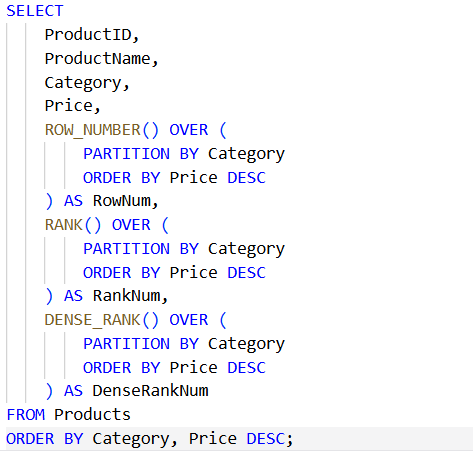 SELECT
    ProductID,
    ProductName,
    Category,
    Price,
    ROW_NUMBER() OVER (
        PARTITION BY Category
        ORDER BY Price DESC
    ) AS RowNum,
    RANK() OVER (
        PARTITION BY Category
        ORDER BY Price DESC
    ) AS RankNum,
    DENSE_RANK() OVER (
        PARTITION BY Category
        ORDER BY Price DESC
    ) AS DenseRankNum
FROM Products
ORDER BY Category, Price DESC;